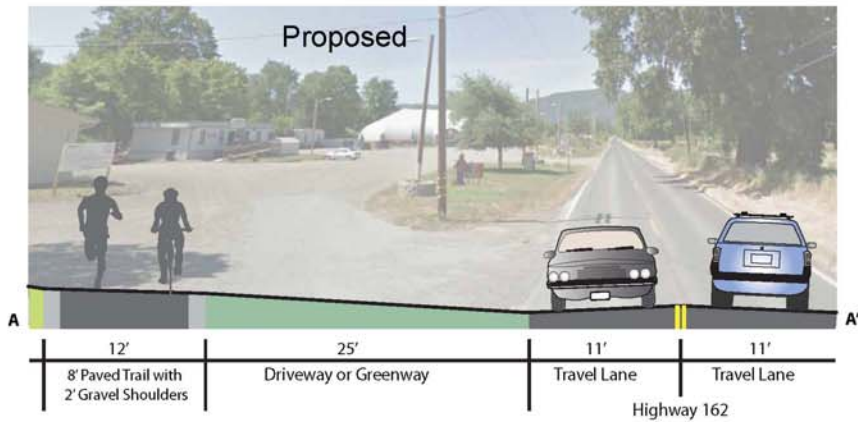 Proposed
A
A'
12'
25'
11'
11'
8' Paved Trail with
2' Gravel Shoulders
Driveway or Greenway
Travel Lane
Travel Lane
Highway 162